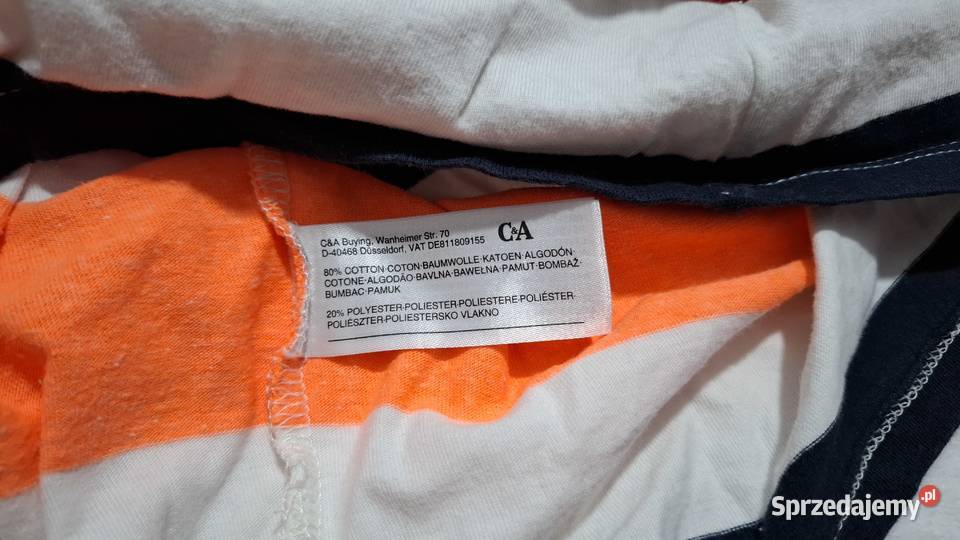 C&A Buying, Wanheimer Str. 70
D-40468 Düsseldorf, VAT DE811809155
C&A
80% COTTON·COTON·BAUMWOLLE·KATOEN·ALGODÓN·
COTONE·ALGODÃO·BAVLNA·BAWEŁNA·PAMUT·BOMBAŽ·
BUMBAC·PAMUK
20% POLYESTER·POLIESTER·POLIESTERE·POLIÉSTER·
POLIÉSZTER·POLIESTERSKO VLAKNO
Sprzedajemy.pl